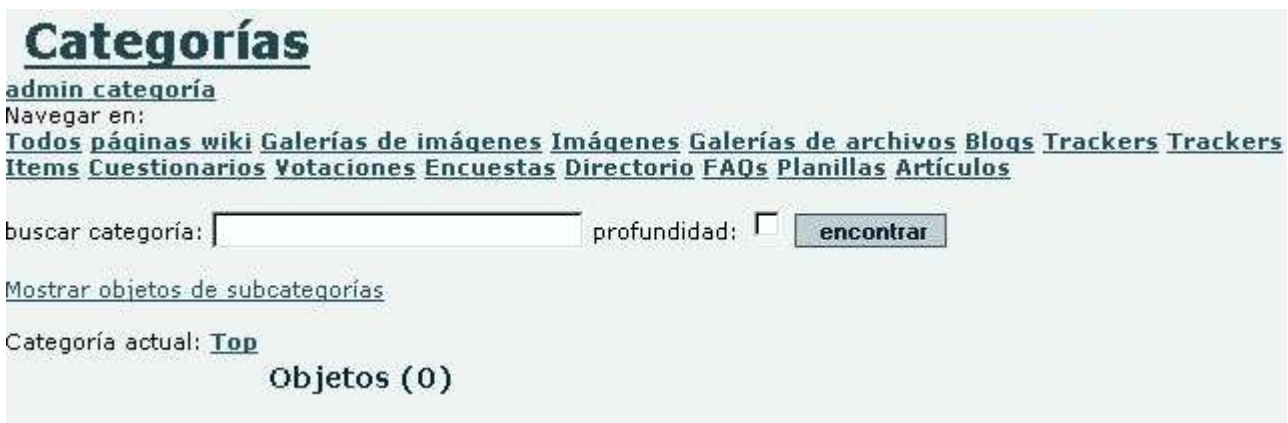 Categorías
admin categoría
Navegar en:
Todos páginas wiki Galerías de imágenes Imágenes Galerías de archivos Blogs Trackers Trackers
Items Cuestionarios Votaciones Encuestas Directorio FAQs Planillas Artículos
buscar categoría: profundidad: encontrar
Mostrar objetos de subcategorías
Categoría actual: Top
Objetos (0)